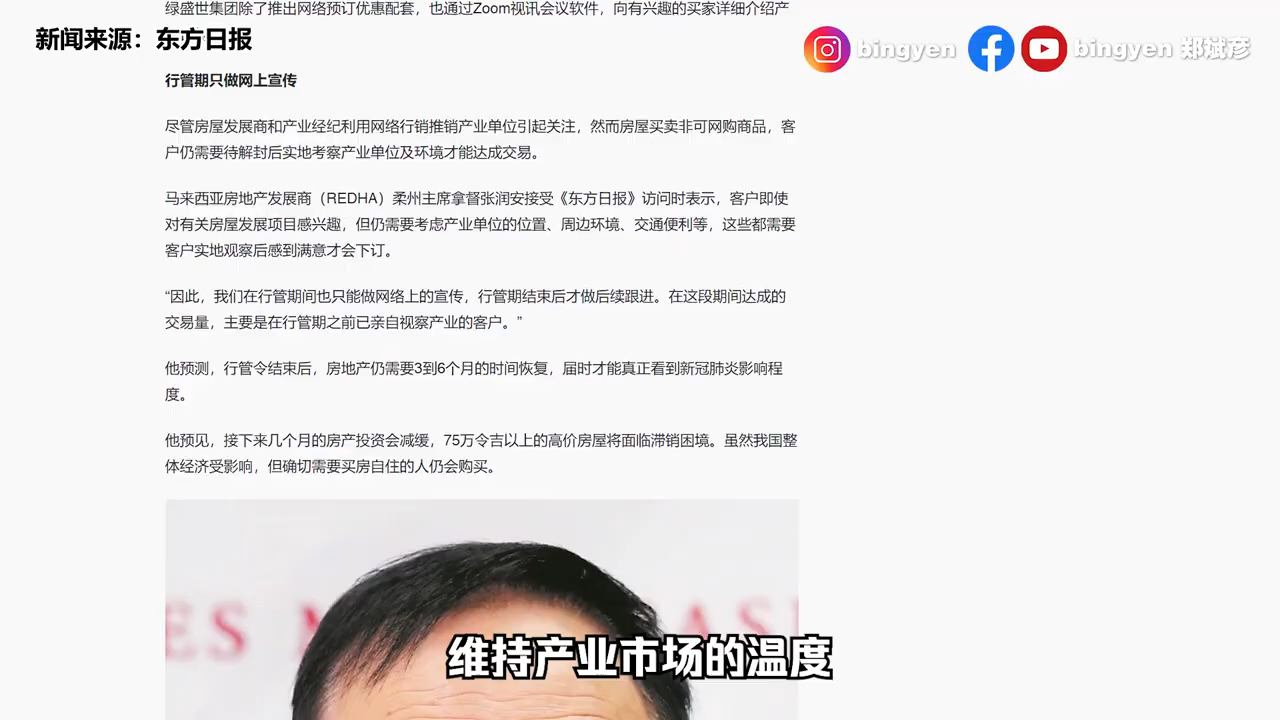 绿盛世集团除了推出网络预订优惠配套，也通过Zoom视讯会议软件，向有兴趣的买家详细介绍产
新闻来源：东方日报
bingyen
bingyen 郑斌彦
行管期只做网上宣传
尽管房屋发展商和产业经纪利用网络行销推销产业单位引起关注，然而房屋买卖非可网购商品，客
户仍需要待解封后实地考察产业单位及环境才能达成交易。
马来西亚房地产发展商（REDHA）柔州主席拿督张润安接受《东方日报》访问时表示，客户即使
对有关房屋发展项目感兴趣，但仍需要考虑产业单位的位置、周边环境、交通便利等，这些都需要
客户实地观察后感到满意才会下订。
“因此，我们在行管期间也只能做网络上的宣传，行管期结束后才做后续跟进。在这段期间达成的
交易量，主要是在行管期之前已亲自视察产业的客户。”
他预测，行管令结束后，房地产仍需要3到6个月的时间恢复，届时才能真正看到新冠肺炎影响程
度。
他预见，接下来几个月的房产投资会减缓，75万令吉以上的高价房屋将面临滞销困境。虽然我国整
体经济受影响，但确切需要买房自住的人仍会购买。
维持产业市场的温度